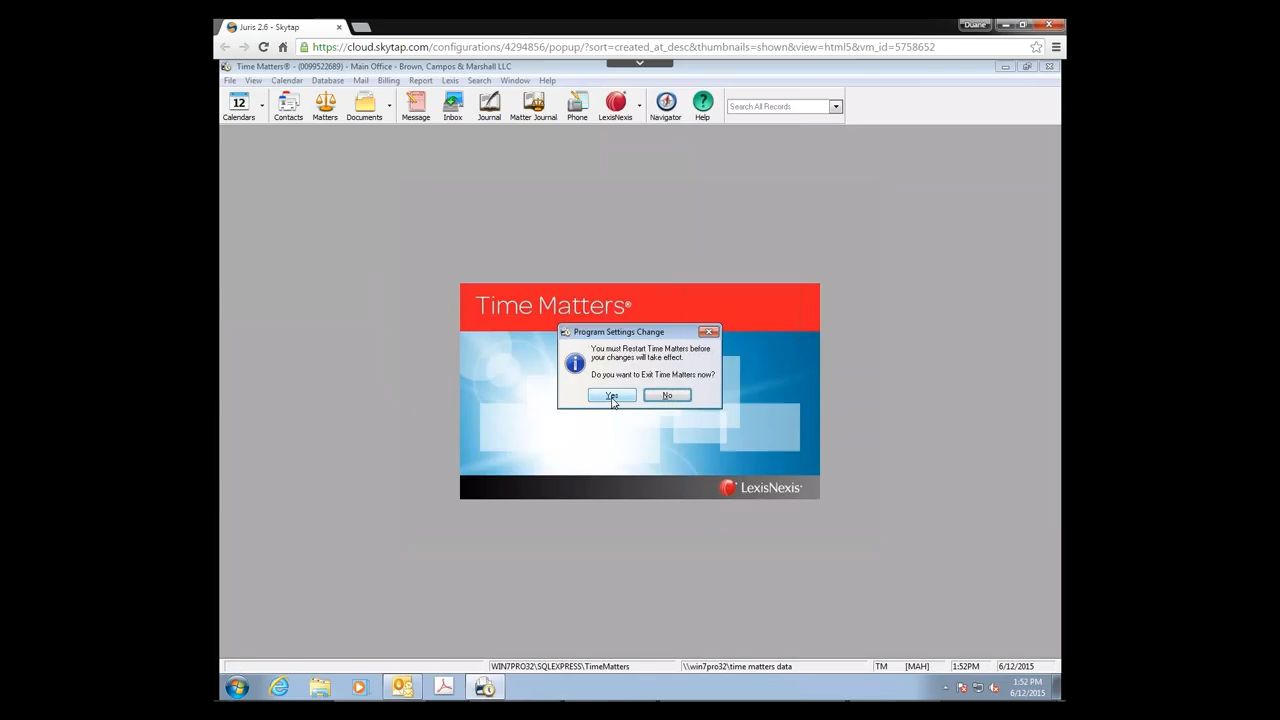 Juris 2.6 - Skytap
Duane
https://cloud.skytap.com/configurations/4294856/popup/?sort=created_at_desc&thumbnails=shown&view=html5&vm_id=5758652
Time Matters® - (0099522689) - Main Office - Brown, Campos & Marshall LLC
File View Calendar Database Mail Billing Report Lexis Search Window Help
12
Calendars Contacts Matters Documents Message Inbox Journal Matter Journal Phone LexisNexis Navigator Help
Search All Records
Time Matters®
Program Settings Change
You must Restart Time Matters before
your changes will take effect.
Do you want to Exit Time Matters now?
Yes No
LexisNexis®
WIN7PRO32\SQLEXPRESS\TimeMatters \\win7pro32\time matters data TM [MAH] 1:52PM 6/12/2015
1:52 PM
6/12/2015